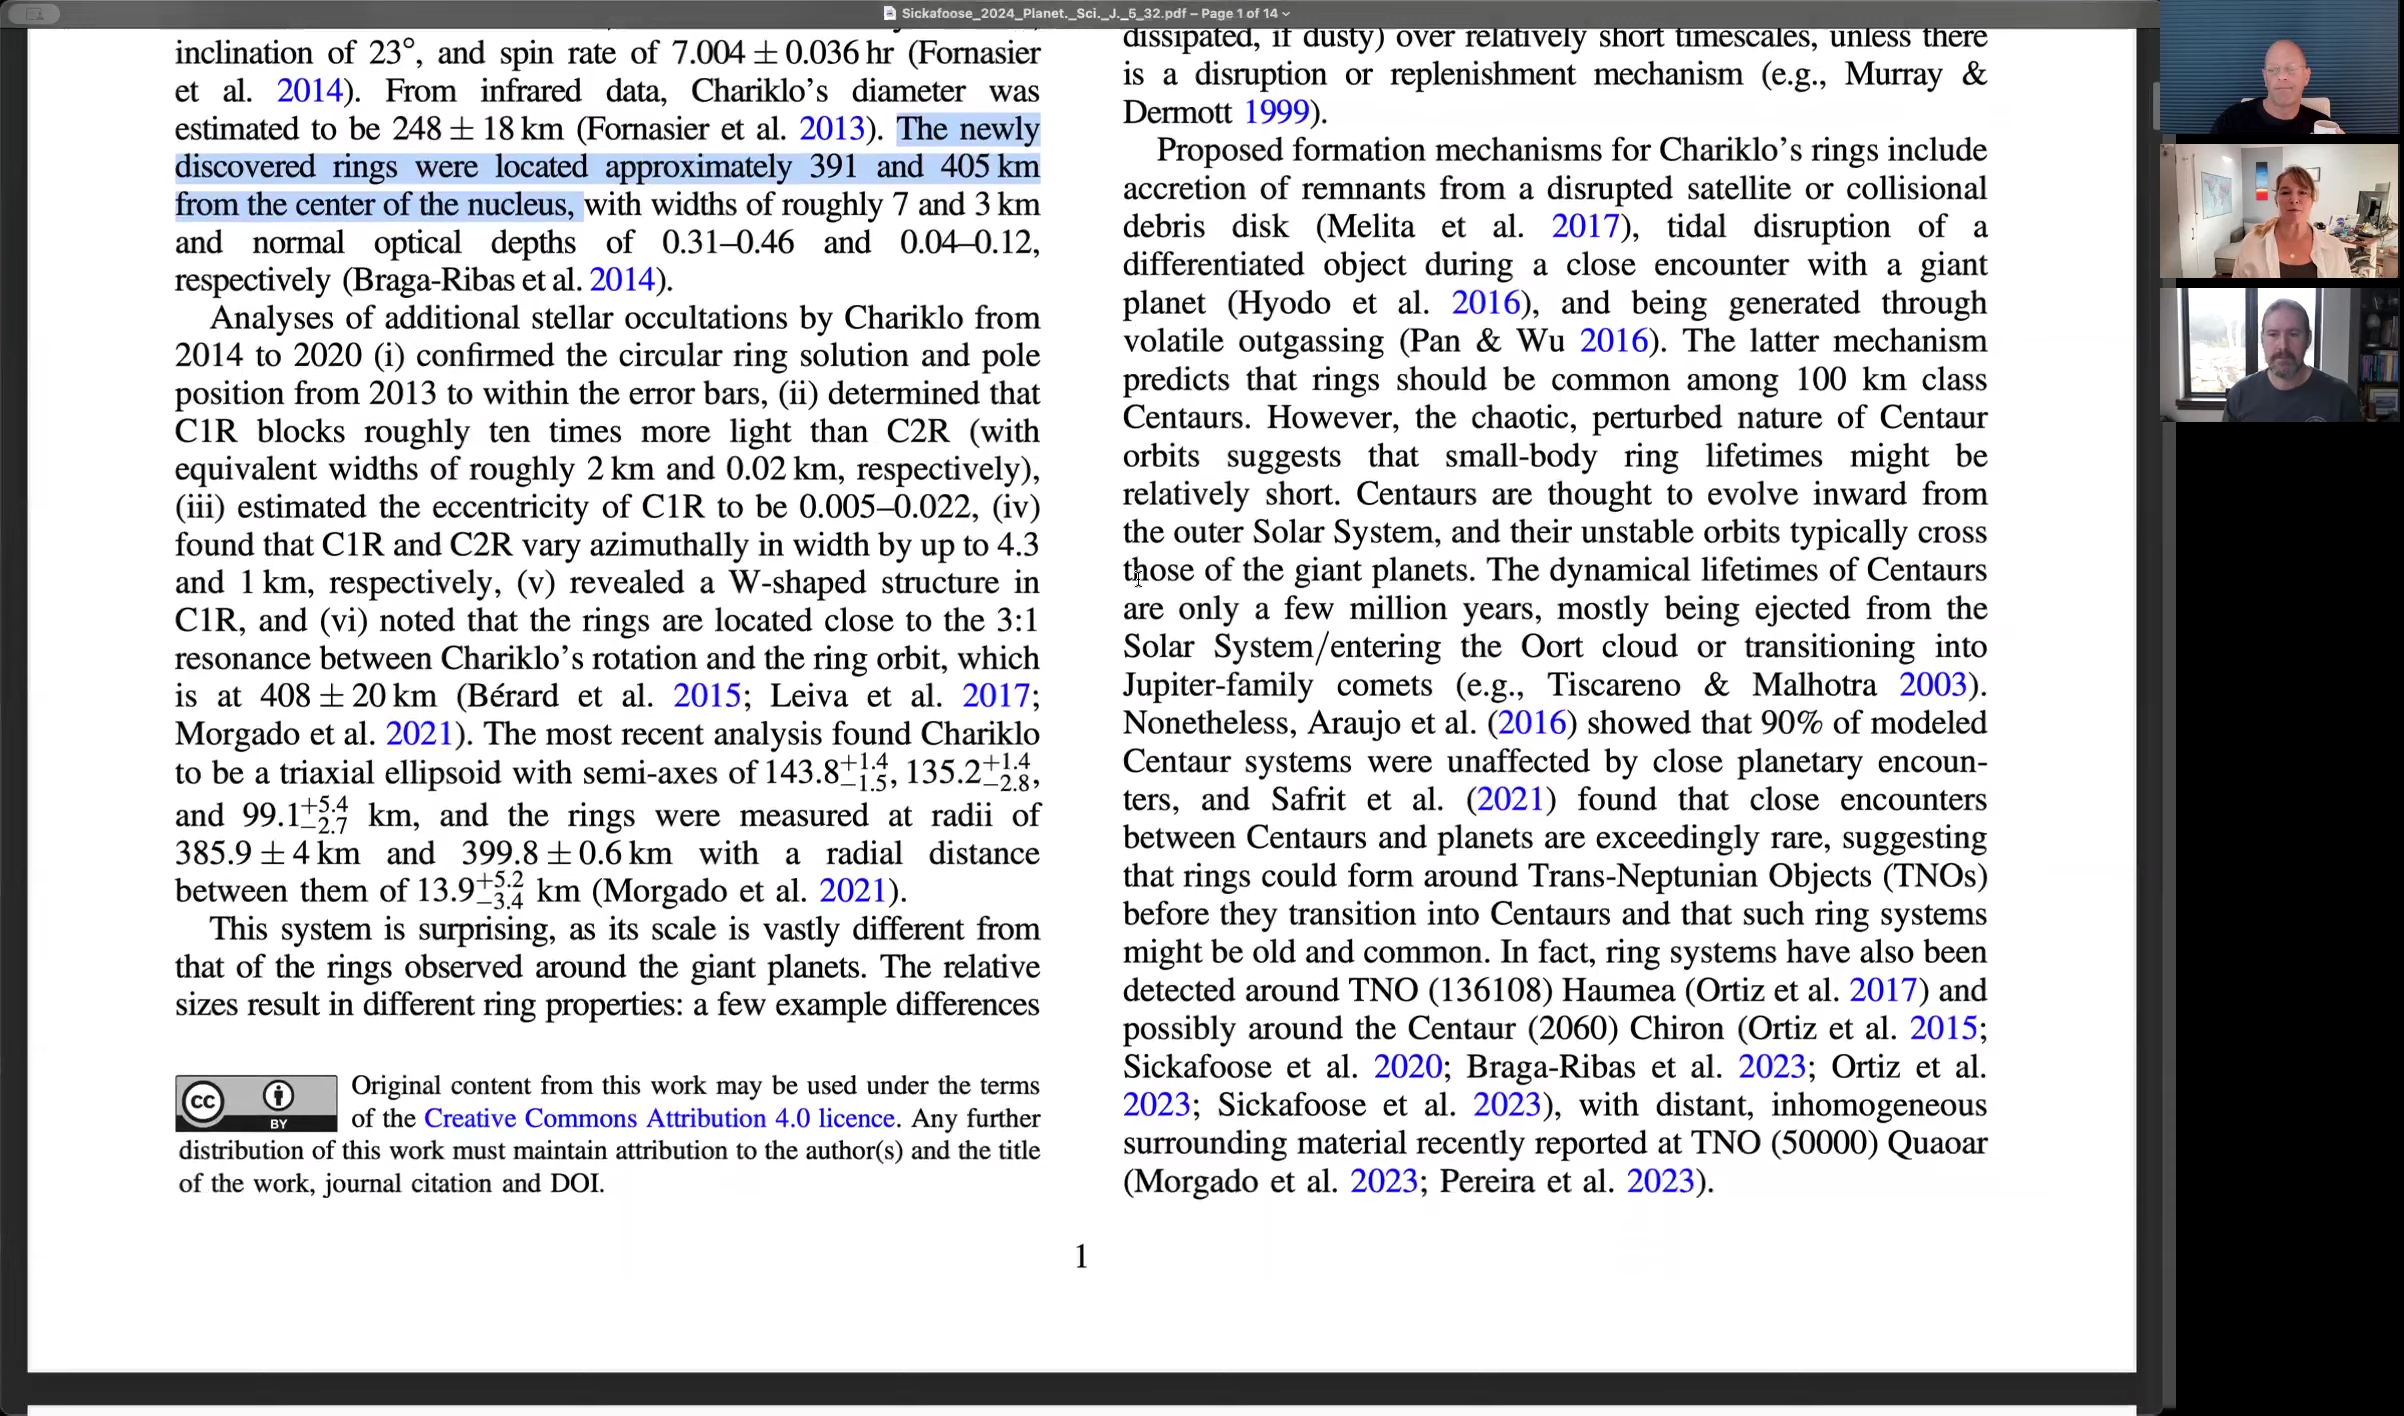 Sickafoose_2024_Planet._Sci._J._5_32.pdf – Page 1 of 14
inclination of 23°, and spin rate of 7.004 ± 0.036 hr (Fornasier
et al. 2014). From infrared data, Chariklo's diameter was
estimated to be 248 ± 18 km (Fornasier et al. 2013). The newly
discovered rings were located approximately 391 and 405 km
from the center of the nucleus, with widths of roughly 7 and 3 km
and normal optical depths of 0.31–0.46 and 0.04–0.12,
respectively (Braga-Ribas et al. 2014).
Analyses of additional stellar occultations by Chariklo from
2014 to 2020 (i) confirmed the circular ring solution and pole
position from 2013 to within the error bars, (ii) determined that
C1R blocks roughly ten times more light than C2R (with
equivalent widths of roughly 2 km and 0.02 km, respectively),
(iii) estimated the eccentricity of C1R to be 0.005–0.022, (iv)
found that C1R and C2R vary azimuthally in width by up to 4.3
and 1 km, respectively, (v) revealed a W-shaped structure in
C1R, and (vi) noted that the rings are located close to the 3:1
resonance between Chariklo's rotation and the ring orbit, which
is at 408 ± 20 km (Bérard et al. 2015; Leiva et al. 2017;
Morgado et al. 2021). The most recent analysis found Chariklo
to be a triaxial ellipsoid with semi-axes of 143.8+1.4−1.5, 135.2+1.4−2.8,
and 99.1+5.4−2.7 km, and the rings were measured at radii of
385.9 ± 4 km and 399.8 ± 0.6 km with a radial distance
between them of 13.9+5.2−3.4 km (Morgado et al. 2021).
This system is surprising, as its scale is vastly different from
that of the rings observed around the giant planets. The relative
sizes result in different ring properties: a few example differences
cc BY
Original content from this work may be used under the terms
of the Creative Commons Attribution 4.0 licence. Any further
distribution of this work must maintain attribution to the author(s) and the title
of the work, journal citation and DOI.
dissipated, if dusty) over relatively short timescales, unless there
is a disruption or replenishment mechanism (e.g., Murray &
Dermott 1999).
Proposed formation mechanisms for Chariklo's rings include
accretion of remnants from a disrupted satellite or collisional
debris disk (Melita et al. 2017), tidal disruption of a
differentiated object during a close encounter with a giant
planet (Hyodo et al. 2016), and being generated through
volatile outgassing (Pan & Wu 2016). The latter mechanism
predicts that rings should be common among 100 km class
Centaurs. However, the chaotic, perturbed nature of Centaur
orbits suggests that small-body ring lifetimes might be
relatively short. Centaurs are thought to evolve inward from
the outer Solar System, and their unstable orbits typically cross
those of the giant planets. The dynamical lifetimes of Centaurs
are only a few million years, mostly being ejected from the
Solar System/entering the Oort cloud or transitioning into
Jupiter-family comets (e.g., Tiscareno & Malhotra 2003).
Nonetheless, Araujo et al. (2016) showed that 90% of modeled
Centaur systems were unaffected by close planetary encoun-
ters, and Safrit et al. (2021) found that close encounters
between Centaurs and planets are exceedingly rare, suggesting
that rings could form around Trans-Neptunian Objects (TNOs)
before they transition into Centaurs and that such ring systems
might be old and common. In fact, ring systems have also been
detected around TNO (136108) Haumea (Ortiz et al. 2017) and
possibly around the Centaur (2060) Chiron (Ortiz et al. 2015;
Sickafoose et al. 2020; Braga-Ribas et al. 2023; Ortiz et al.
2023; Sickafoose et al. 2023), with distant, inhomogeneous
surrounding material recently reported at TNO (50000) Quaoar
(Morgado et al. 2023; Pereira et al. 2023).
1